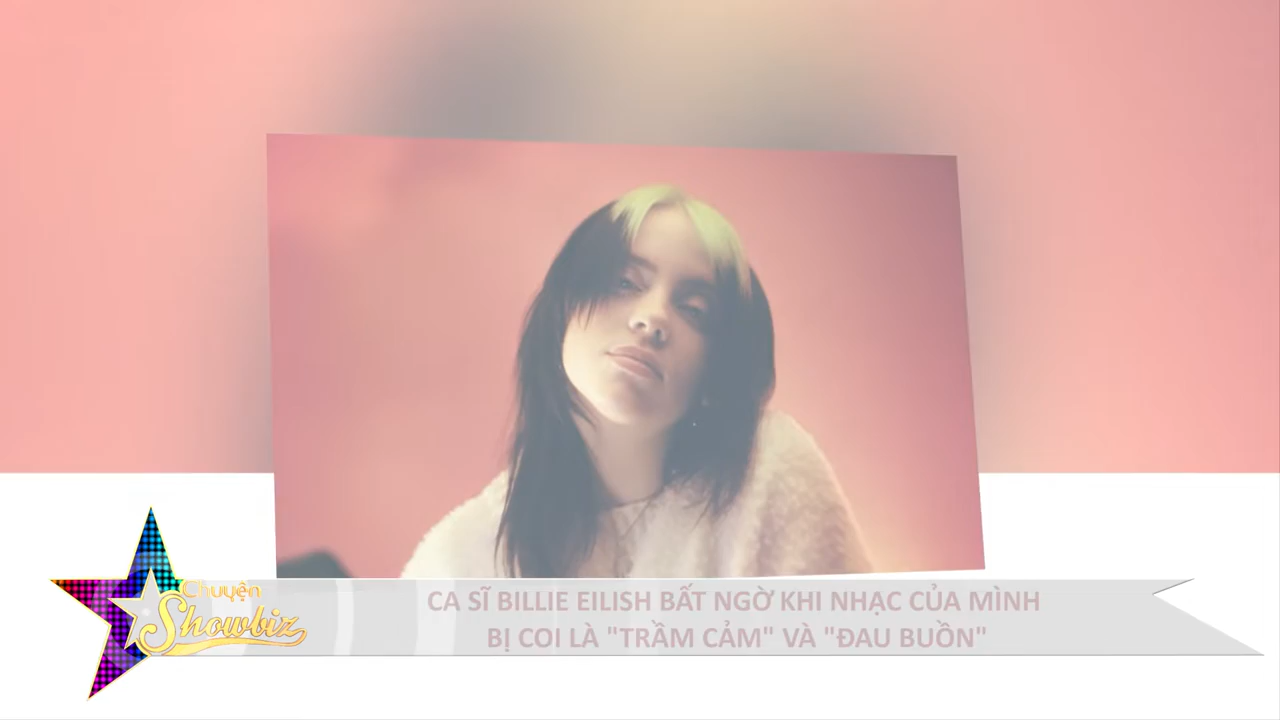 Chuyện
Showbiz
CA SĨ BILLIE EILISH BẤT NGỜ KHI NHẠC CỦA MÌNH
BỊ COI LÀ "TRẦM CẢM" VÀ "ĐAU BUỒN"